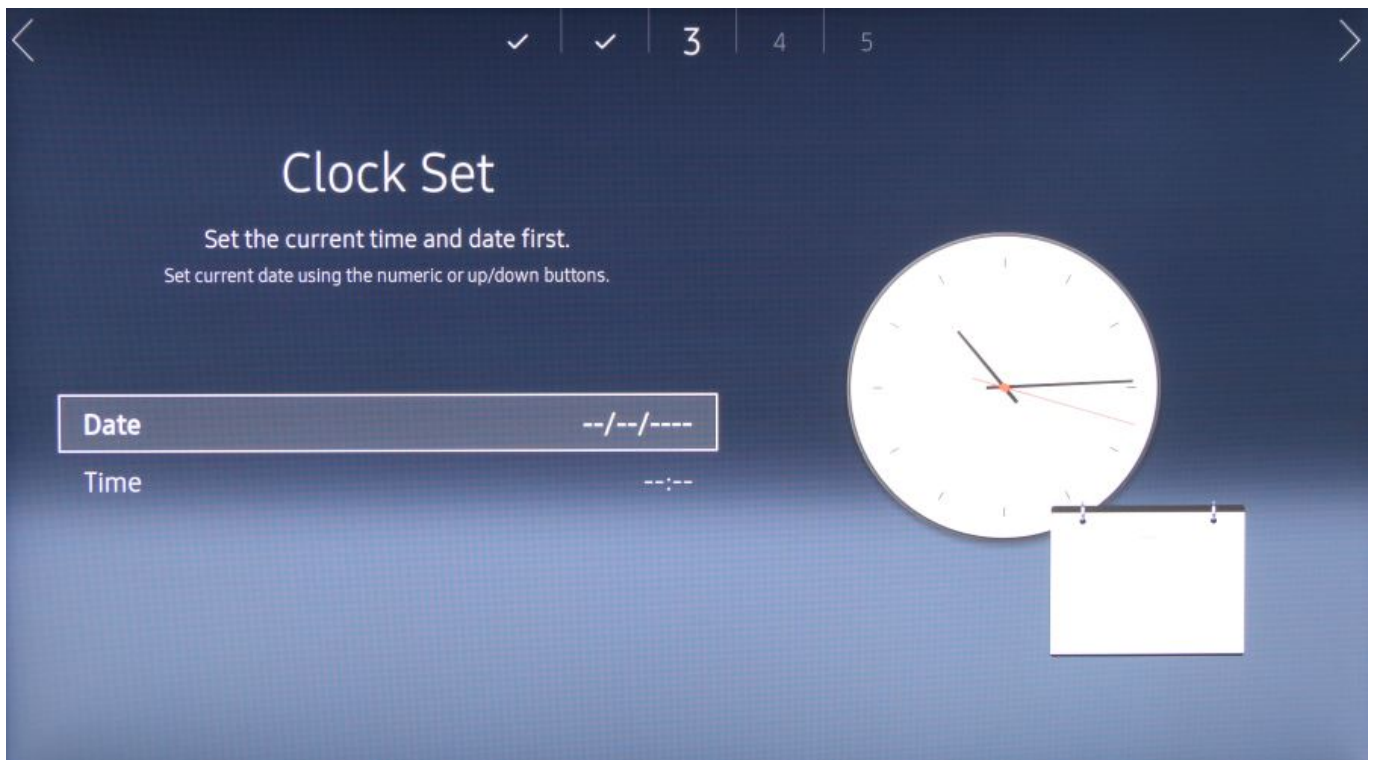 3 4 5
Clock Set
Set the current time and date first.
Set current date using the numeric or up/down buttons.
Date --/--/----
Time --:--